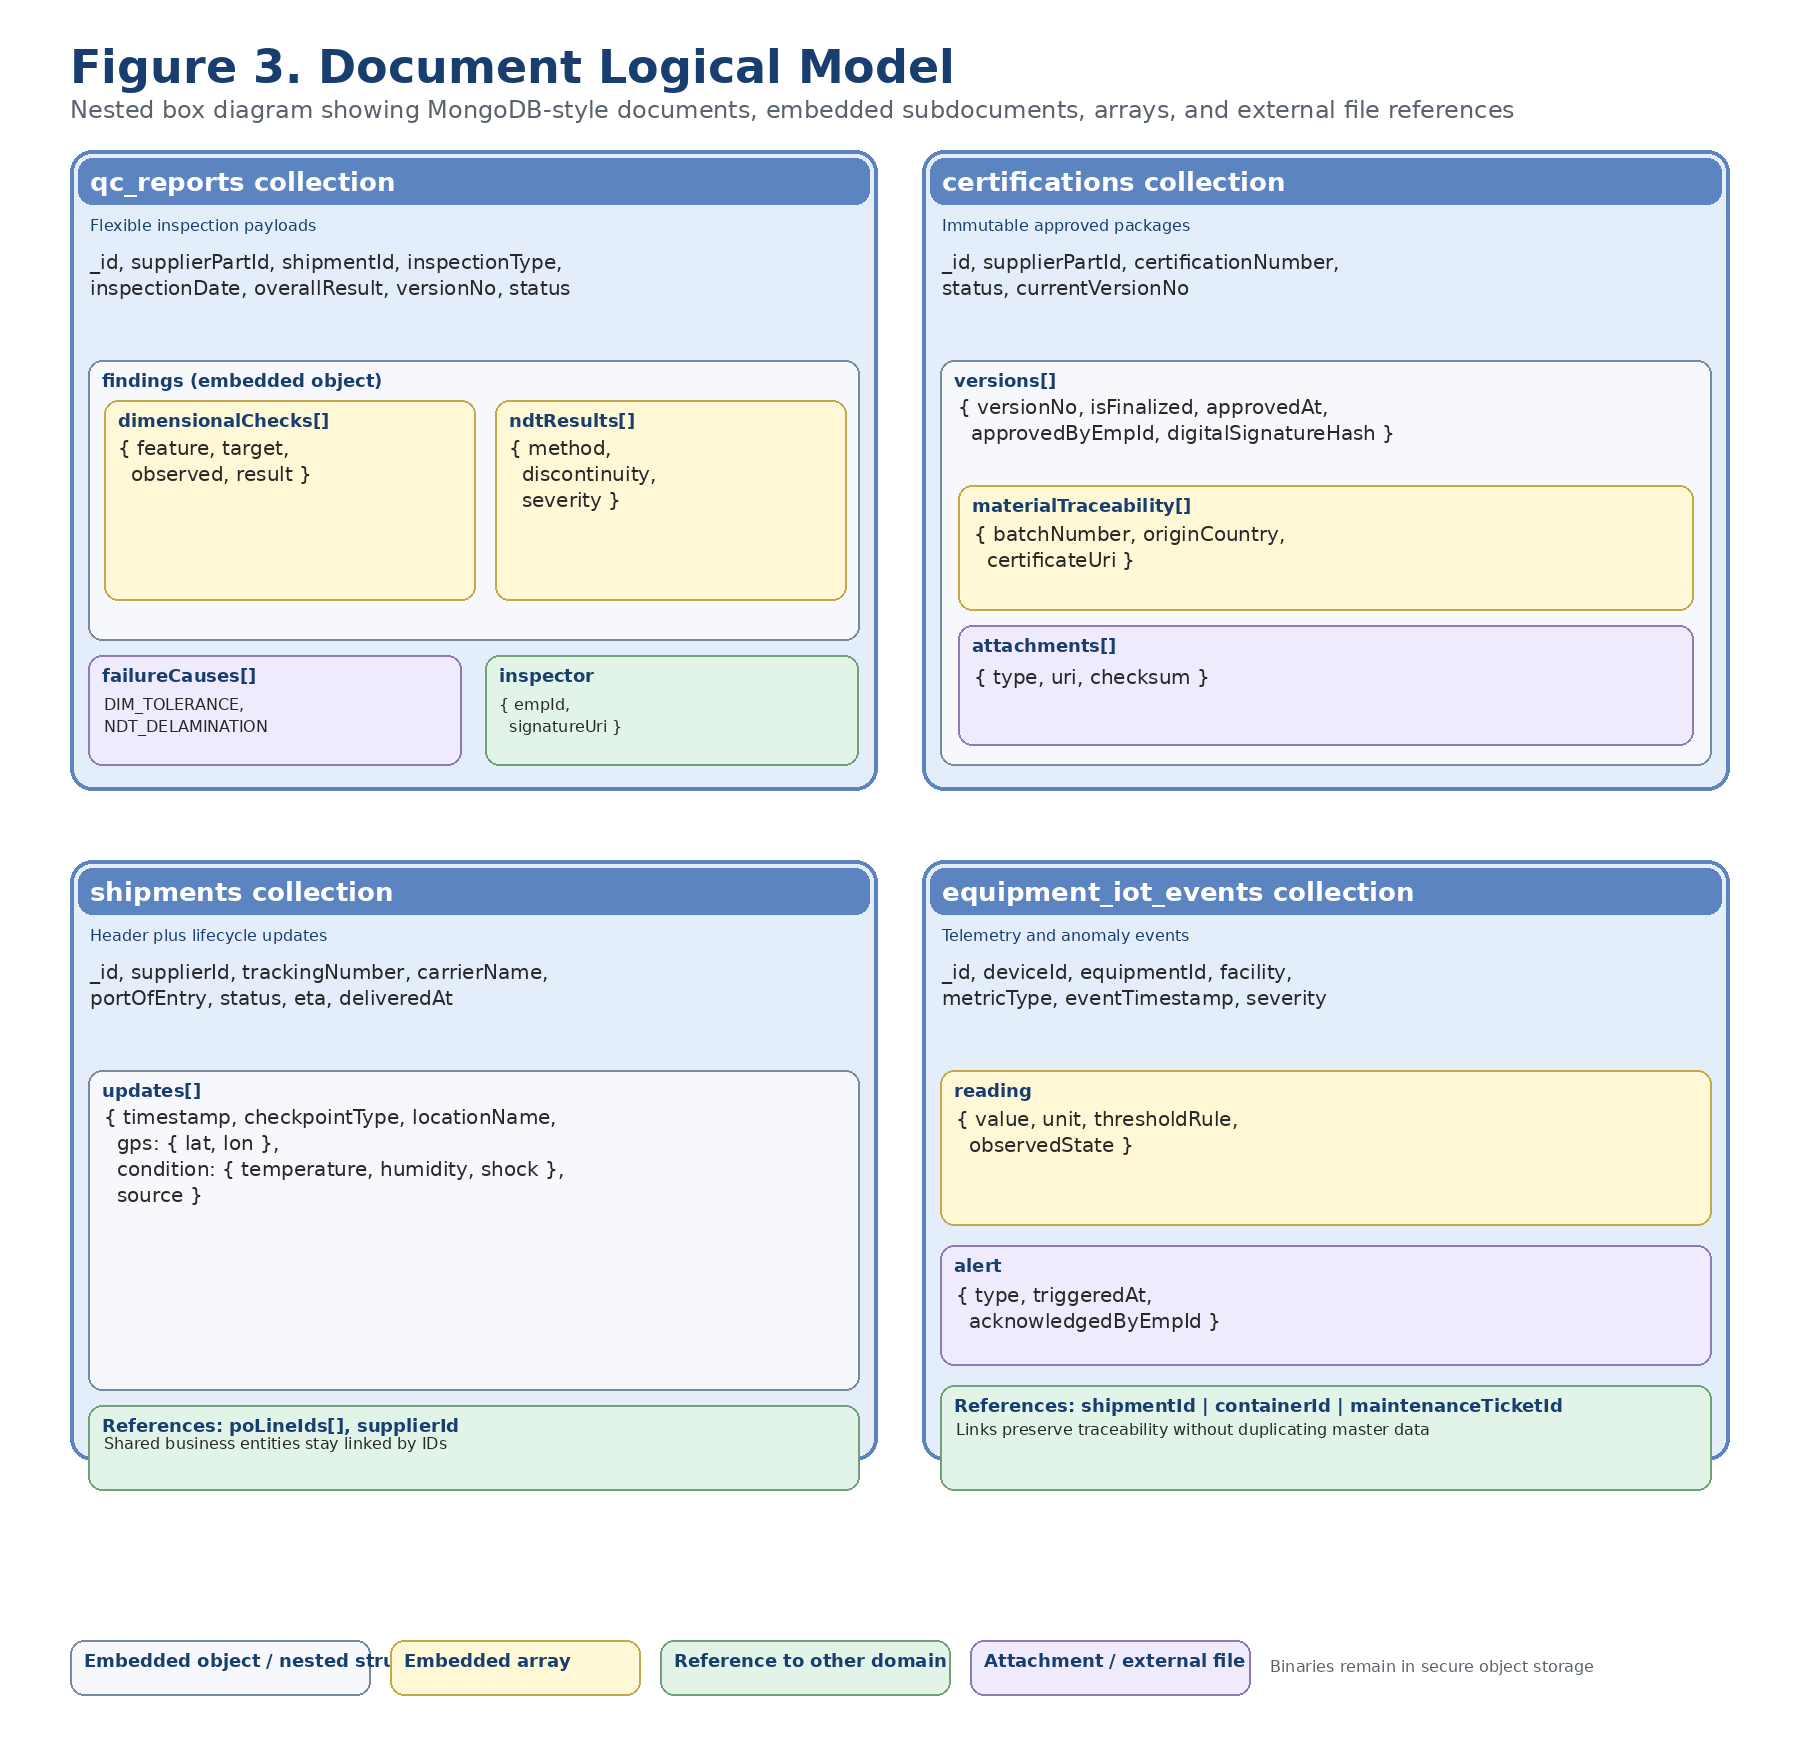 Figure 3. Document Logical Model
Nested box diagram showing MongoDB-style documents, embedded subdocuments, arrays, and external file references
qc_reports collection
Flexible inspection payloads
_id, supplierPartId, shipmentId, inspectionType,
inspectionDate, overallResult, versionNo, status
findings (embedded object)
dimensionalChecks[]
{ feature, target,
observed, result }
ndtResults[]
{ method,
discontinuity,
severity }
failureCauses[]
DIM_TOLERANCE,
NDT_DELAMINATION
inspector
{ empId,
signatureUri }
certifications collection
Immutable approved packages
_id, supplierPartId, certificationNumber,
status, currentVersionNo
versions[]
{ versionNo, isFinalized, approvedAt,
approvedByEmpId, digitalSignatureHash }
materialTraceability[]
{ batchNumber, originCountry,
certificateUri }
attachments[]
{ type, uri, checksum }
shipments collection
Header plus lifecycle updates
_id, supplierId, trackingNumber, carrierName,
portOfEntry, status, eta, deliveredAt
updates[]
{ timestamp, checkpointType, locationName,
gps: { lat, lon },
condition: { temperature, humidity, shock },
source }
References: poLineIds[], supplierId
Shared business entities stay linked by IDs
equipment_iot_events collection
Telemetry and anomaly events
_id, deviceId, equipmentId, facility,
metricType, eventTimestamp, severity
reading
{ value, unit, thresholdRule,
observedState }
alert
{ type, triggeredAt,
acknowledgedByEmpId }
References: shipmentId | containerId | maintenanceTicketId
Links preserve traceability without duplicating master data
Embedded object / nested stru
Embedded array
Reference to other domain
Attachment / external file
Binaries remain in secure object storage